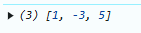 ▶ (3) [1, -3, 5]